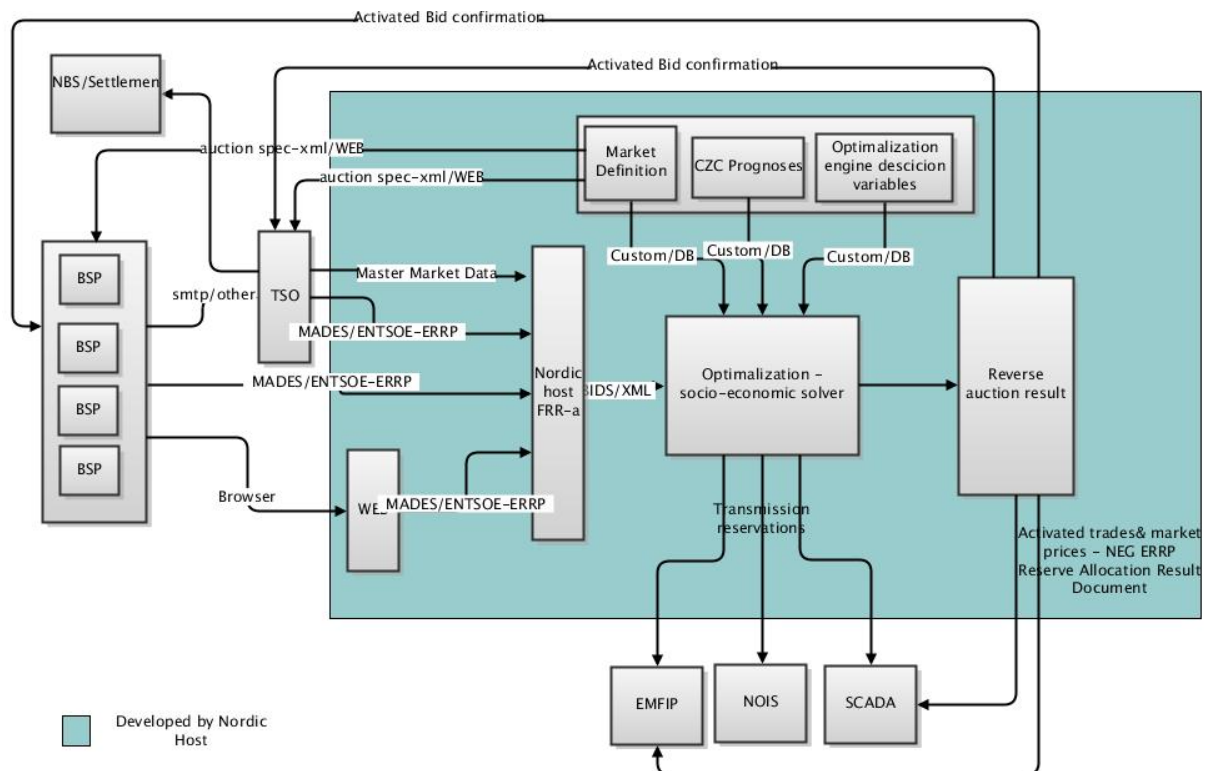 Activated Bid confirmation
Activated Bid confirmation
NBS/Settlemen
auction spec-xml/WEB
auction spec-xml/WEB
Market
Definition
CZC Prognoses
Optimalization
engine descicion
variables
Custom/DB
Custom/DB
Custom/DB
BSP
BSP
BSP
BSP
smtp/other
TSO
Master Market Data
MADES/ENTSOE-ERRP
MADES/ENTSOE-ERRP
Nordic
host
FRR-a
BIDS/XML
Optimalization -
socio-economic solver
Reverse
auction result
Browser
WEB
MADES/ENTSOE-ERRP
Transmission
reservations
Activated trades& market
prices - NEG ERRP
Reserve Allocation Result
Document
EMFIP
NOIS
SCADA
Developed by Nordic
Host